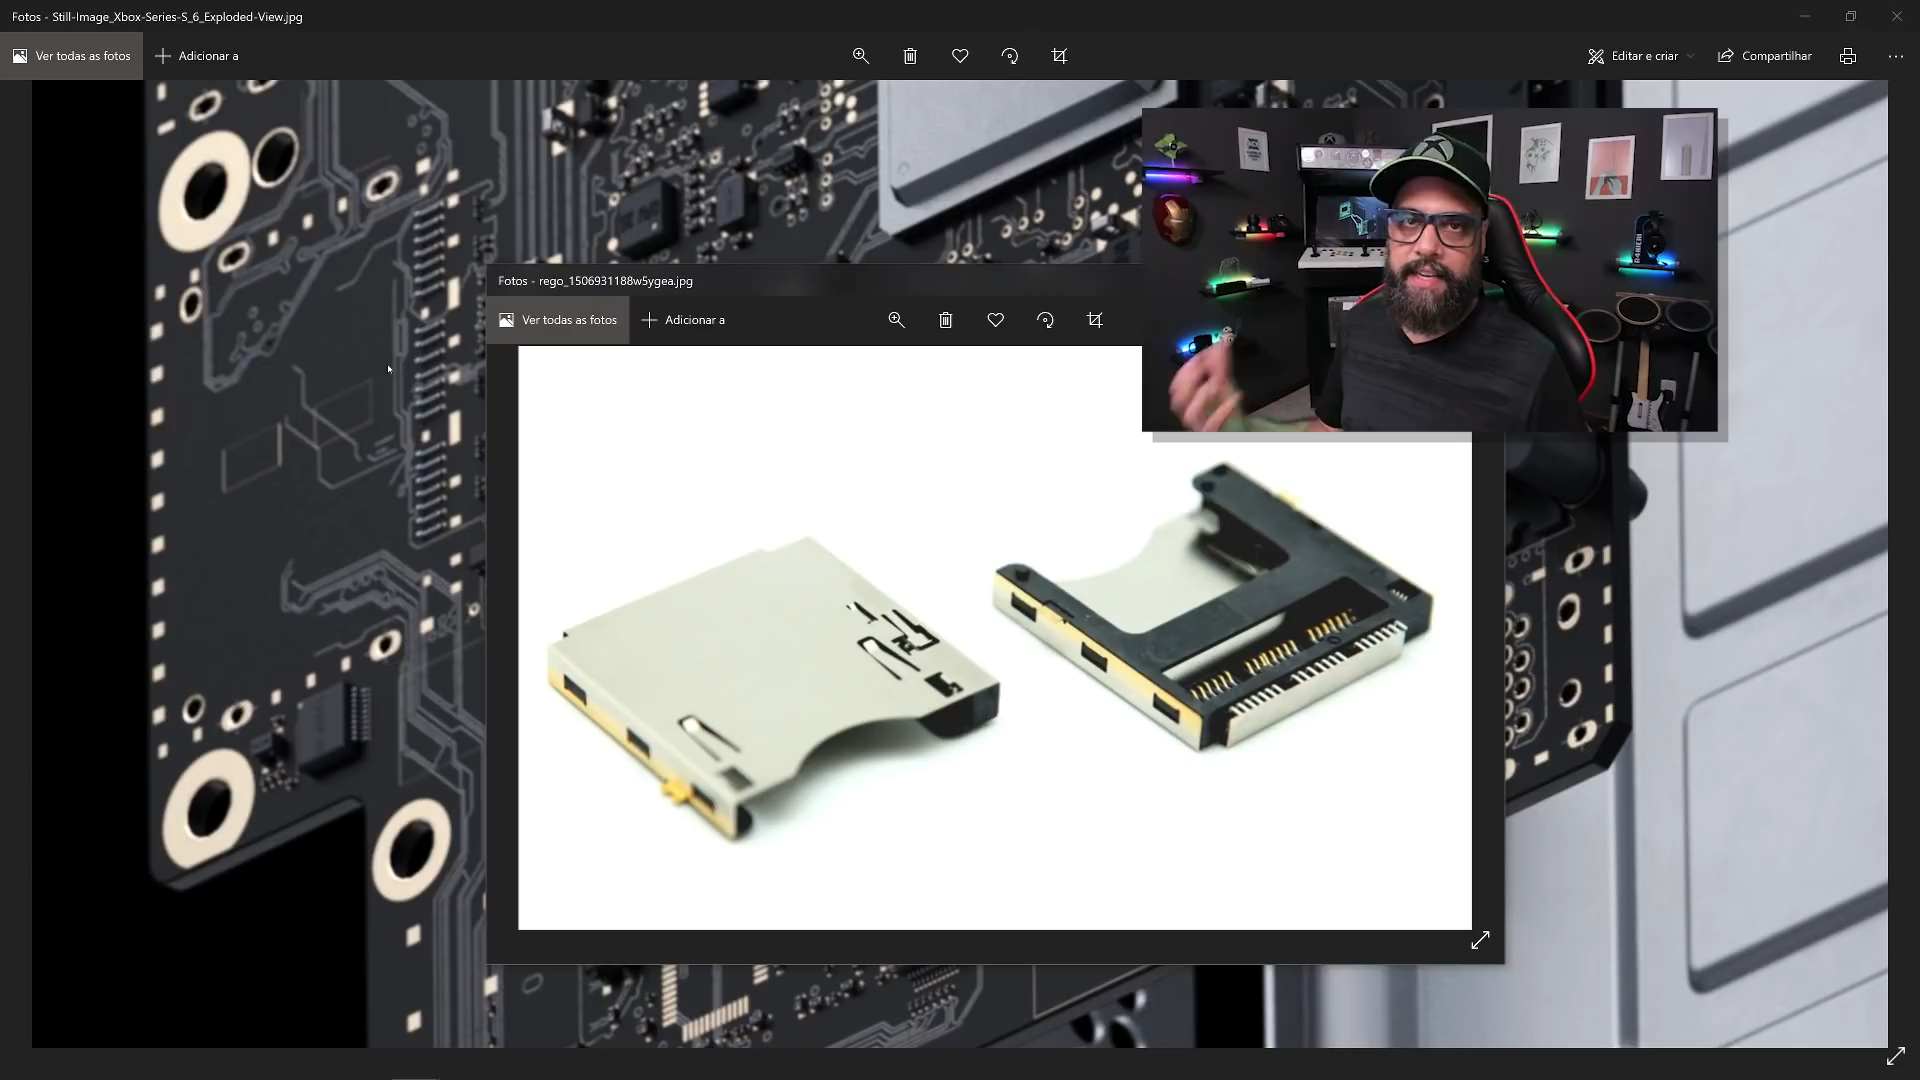 Fotos - Still-Image_Xbox-Series-S_6_Exploded-View.jpg
Ver todas as fotos
Adicionar a
Editar e criar
Compartilhar
Fotos - rego_1506931188w5ygea.jpg
Ver todas as fotos
Adicionar a